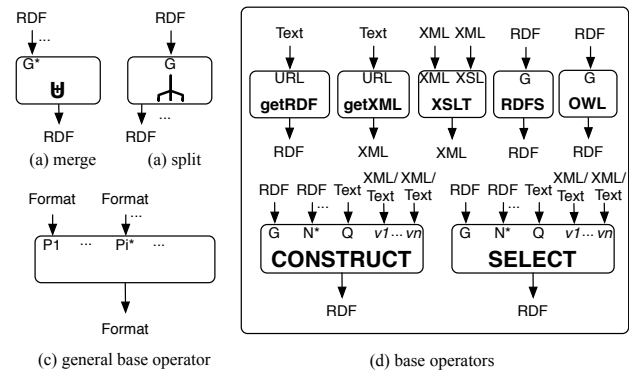 RDF
...
G*
⊎
RDF
(a) merge
RDF
G
RDF ...
(a) split
Format Format
...
P1 ... Pi* ...
Format
(c) general base operator
Text Text XML XML RDF RDF
URL URL XML XSL G G
getRDF getXML XSLT RDFS OWL
RDF XML XML RDF RDF
XML/ XML/ XML/ XML/
RDF RDF Text Text Text RDF RDF Text Text Text
... ...
G N* Q v1... vn G N* Q v1... vn
CONSTRUCT SELECT
RDF RDF
(d) base operators